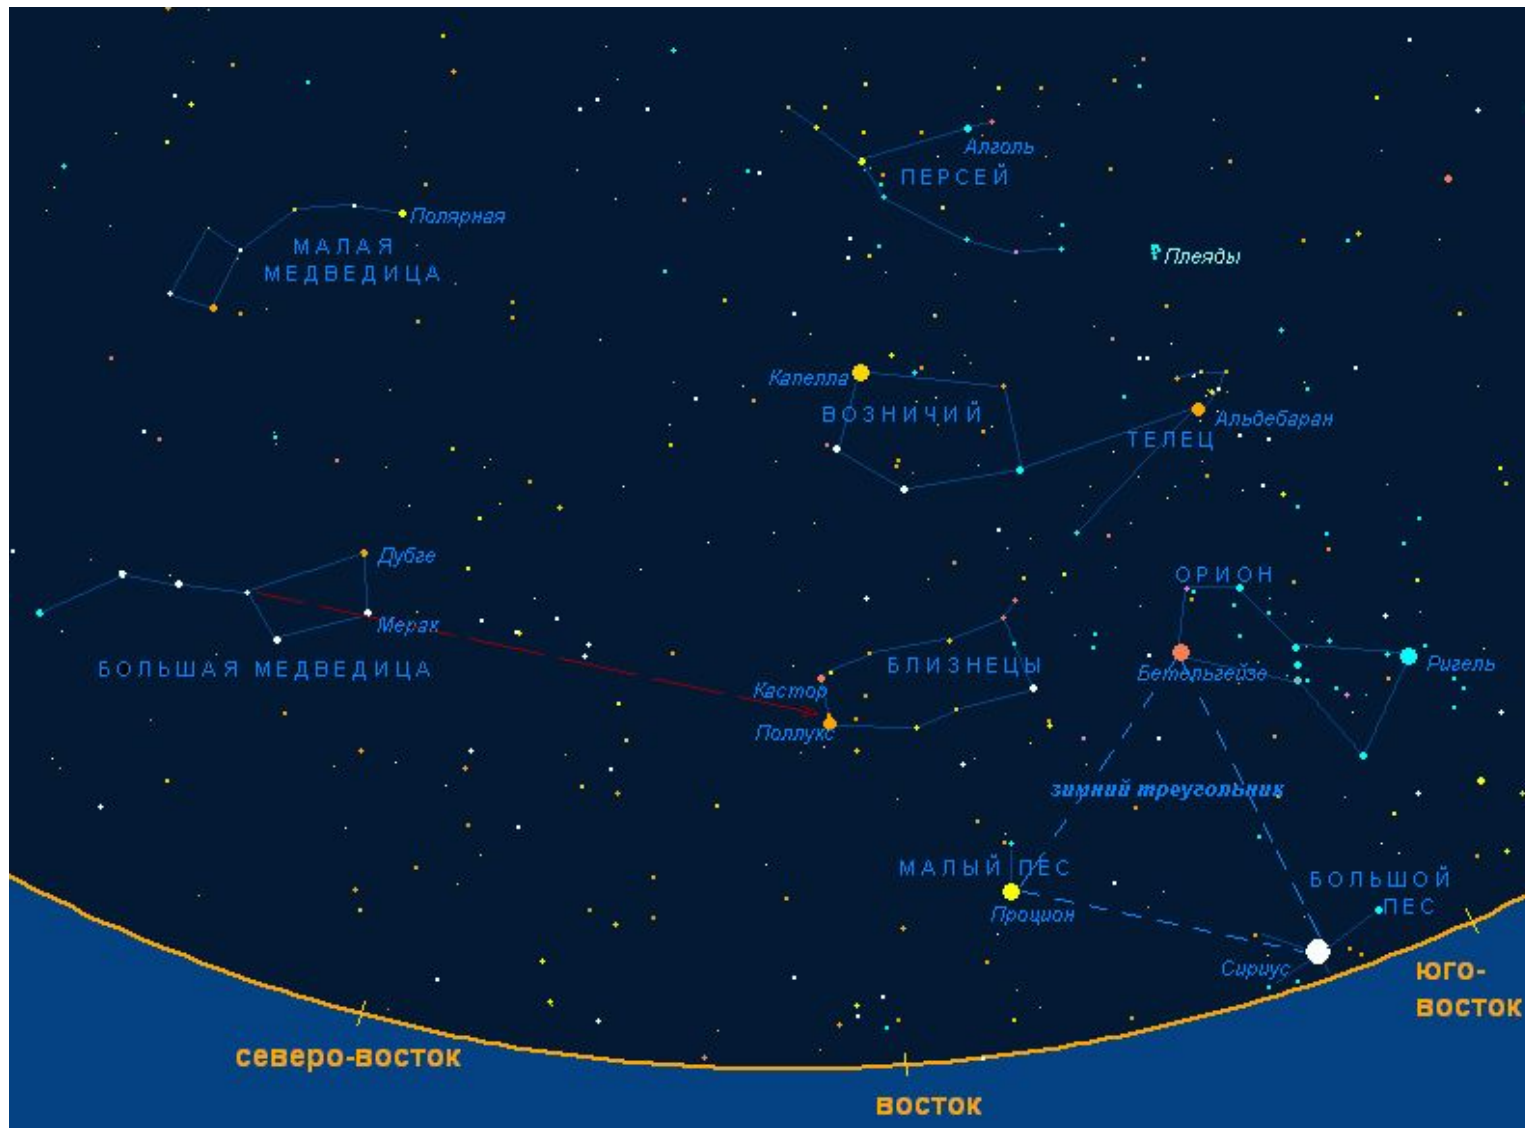 Алголь
ПЕРСЕЙ
Полярная
МАЛАЯ
МЕДВЕДИЦА
Плеяды
Капелла
ВОЗНИЧИЙ
Альдебаран
ТЕЛЕЦ
Дубге
ОРИОН
Мерак
БОЛЬШАЯ МЕДВЕДИЦА
БЛИЗНЕЦЫ
Бетельгейзе
Ригель
Кастор
Поллукс
зимний треугольник
МАЛЫЙ ПЕС
БОЛЬШОЙ
ПЕС
Процион
Сириус
юго-
восток
северо-восток
восток